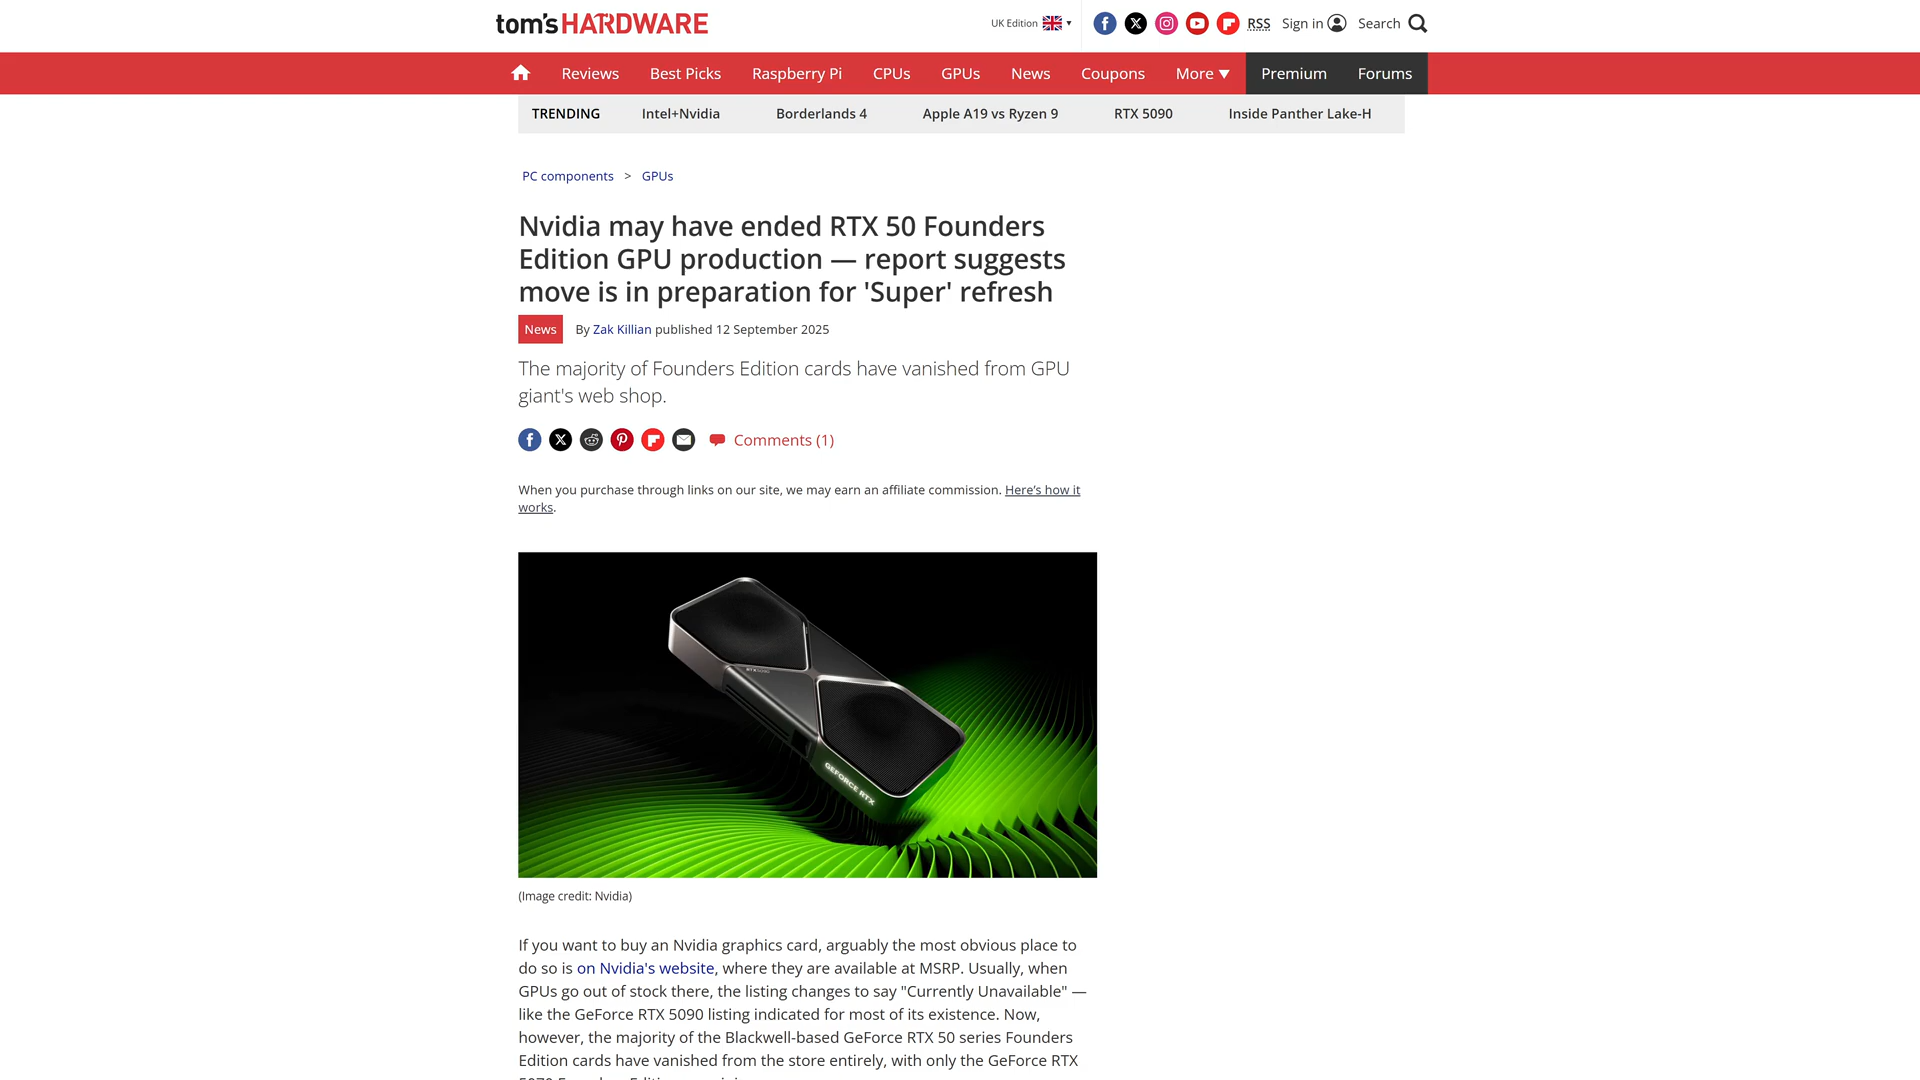 tom'sHARDWARE
UK Edition
RSS
Sign in
Search
Reviews
Best Picks
Raspberry Pi
CPUs
GPUs
News
Coupons
More
Premium
Forums
TRENDING
Intel+Nvidia
Borderlands 4
Apple A19 vs Ryzen 9
RTX 5090
Inside Panther Lake-H
PC components > GPUs
Nvidia may have ended RTX 50 Founders
Edition GPU production — report suggests
move is in preparation for 'Super' refresh
News
By Zak Killian published 12 September 2025
The majority of Founders Edition cards have vanished from GPU
giant's web shop.
Comments (1)
When you purchase through links on our site, we may earn an affiliate commission. Here’s how it
works.
RTX 5090
GEFORCE RTX
(Image credit: Nvidia)
If you want to buy an Nvidia graphics card, arguably the most obvious place to
do so is on Nvidia's website, where they are available at MSRP. Usually, when
GPUs go out of stock there, the listing changes to say "Currently Unavailable" —
like the GeForce RTX 5090 listing indicated for most of its existence. Now,
however, the majority of the Blackwell-based GeForce RTX 50 series Founders
Edition cards have vanished from the store entirely, with only the GeForce RTX